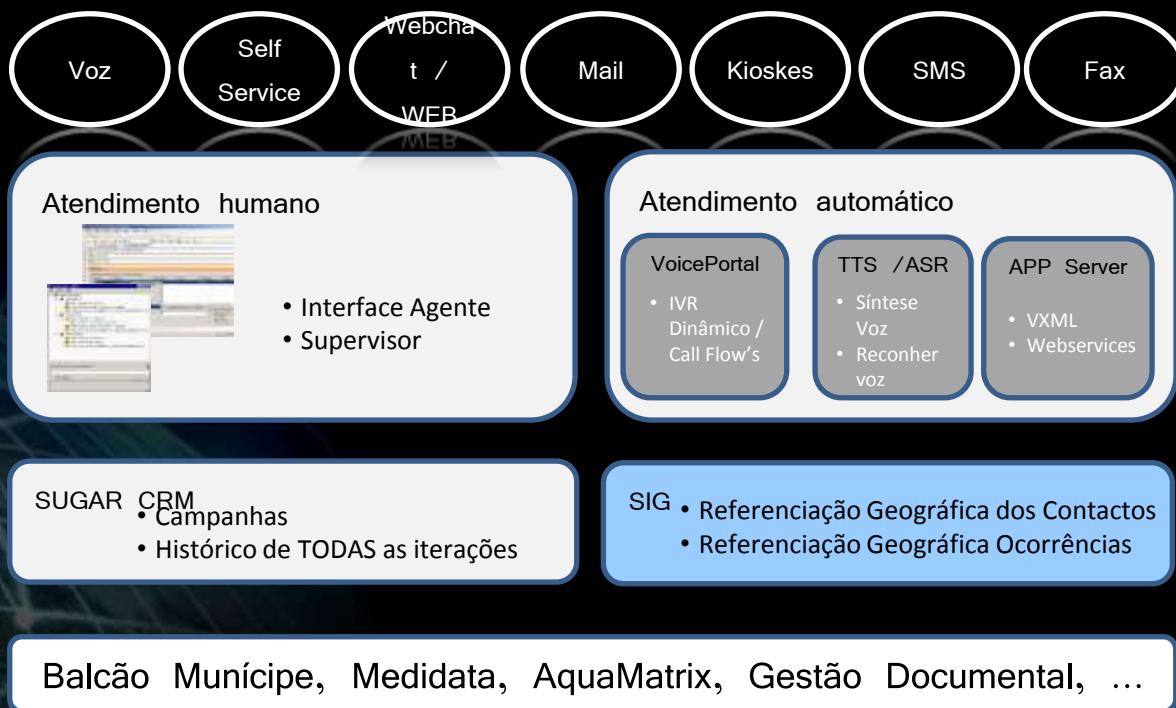 Voz
Self
Service
Webcha
t /
WEB
Mail
Kioskes
SMS
Fax
Atendimento humano
• Interface Agente
• Supervisor
Atendimento automático
VoicePortal
• IVR
Dinâmico /
Call Flow’s
TTS /ASR
• Síntese
Voz
• Reconher
voz
APP Server
• VXML
• Webservices
SUGAR CRM
• Campanhas
• Histórico de TODAS as iterações
SIG
• Referenciação Geográfica dos Contactos
• Referenciação Geográfica Ocorrências
Balcão Munícipe, Medidata, AquaMatrix, Gestão Documental, ...